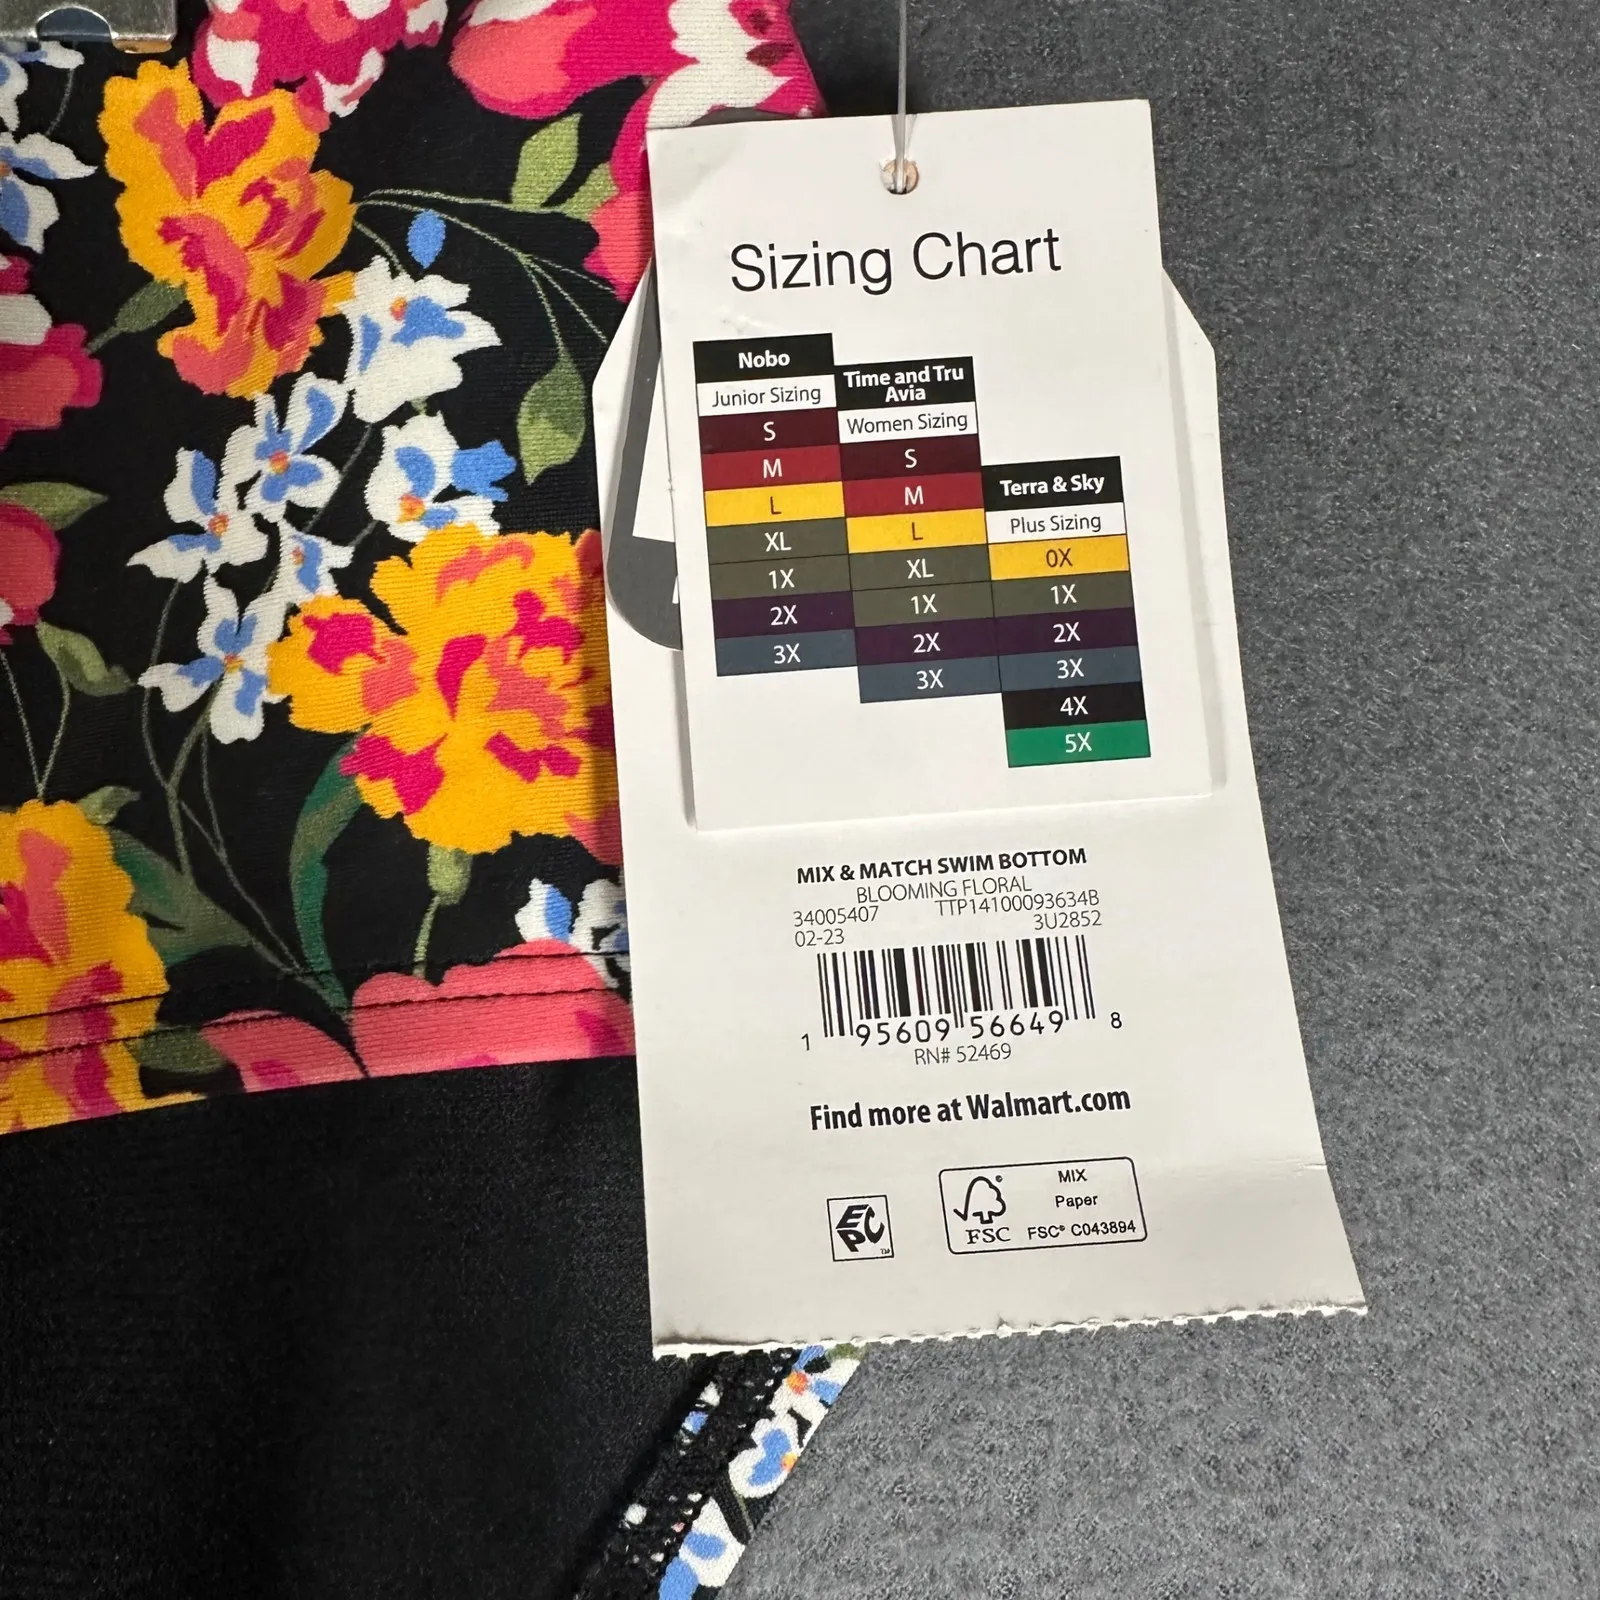 Sizing Chart
Nobo
Junior Sizing
S
M
L
XL
1X
2X
3X
Time and Tru
Avia
Women Sizing
S
M
L
XL
1X
2X
3X
Terra & Sky
Plus Sizing
0X
1X
2X
3X
4X
5X
MIX & MATCH SWIM BOTTOM
BLOOMING FLORAL
34005407 TTP14100093634B
02-23 3U2852
1 95609 56649 8
RN# 52469
Find more at Walmart.com
EPC™
FSC®
MIX
Paper
FSC® C043894